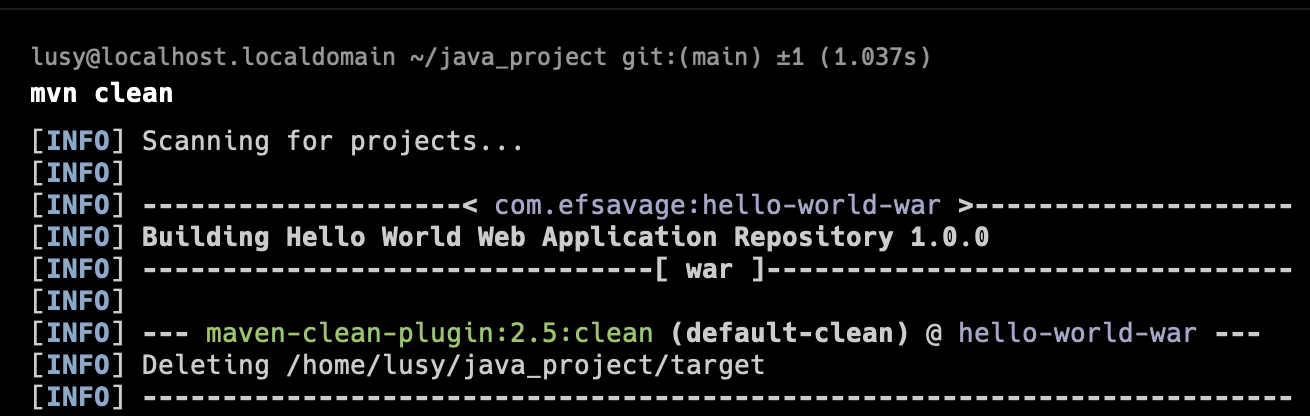 lusy@localhost.localdomain ~/java_project git:(main) ±1 (1.037s)
mvn clean
[INFO] Scanning for projects...
[INFO]
[INFO] --------------------< com.efsavage:hello-world-war >--------------------
[INFO] Building Hello World Web Application Repository 1.0.0
[INFO] --------------------------------[ war ]---------------------------------
[INFO]
[INFO] --- maven-clean-plugin:2.5:clean (default-clean) @ hello-world-war ---
[INFO] Deleting /home/lusy/java_project/target
[INFO] ------------------------------------------------------------------------